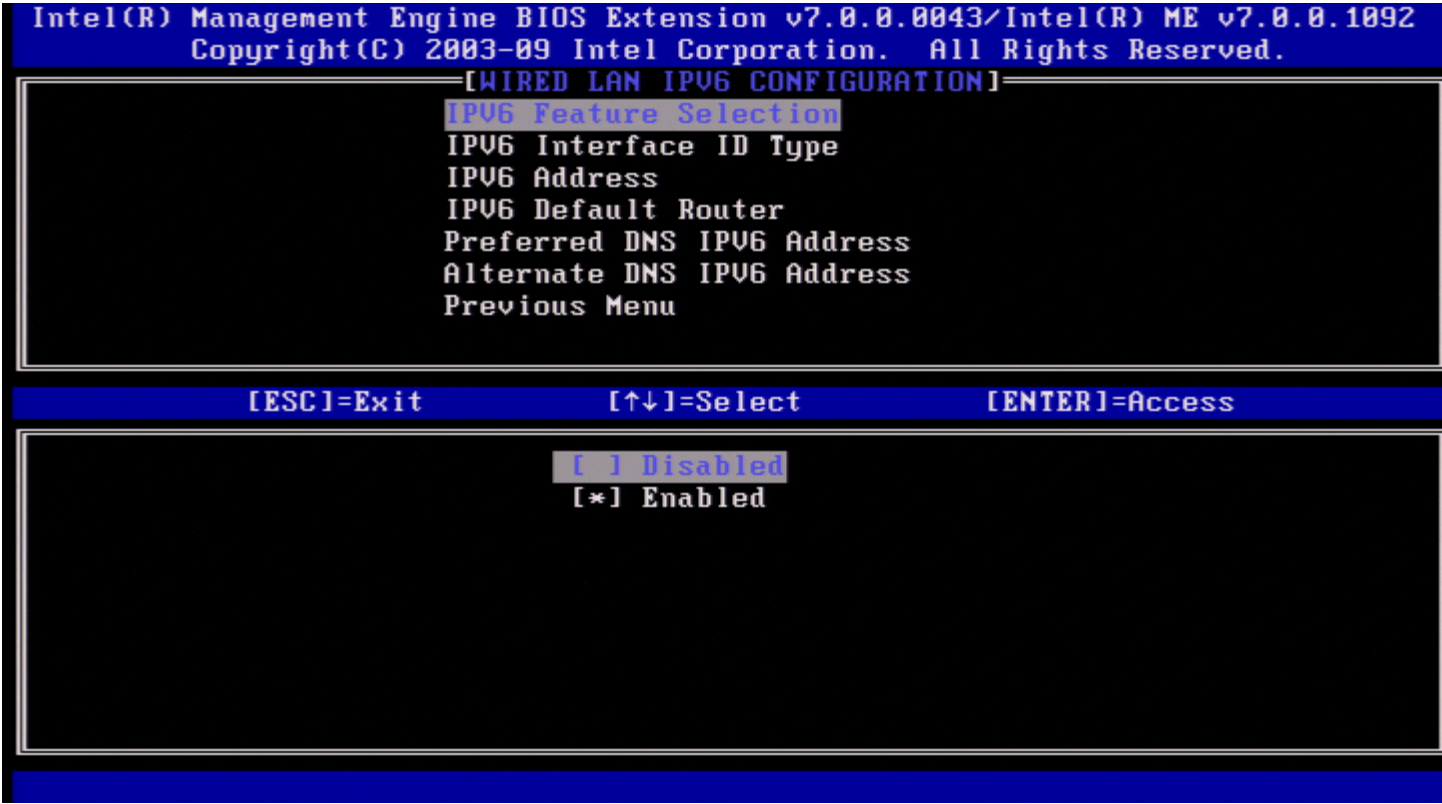 Intel(R) Management Engine BIOS Extension v7.0.0.0043/Intel(R) ME v7.0.0.1092
Copyright(C) 2003-09 Intel Corporation. All Rights Reserved.
[WIRED LAN IPV6 CONFIGURATION]
IPV6 Feature Selection
IPV6 Interface ID Type
IPV6 Address
IPV6 Default Router
Preferred DNS IPV6 Address
Alternate DNS IPV6 Address
Previous Menu
[ESC]=Exit [↑↓]=Select [ENTER]=Access
[ ] Disabled
[*] Enabled